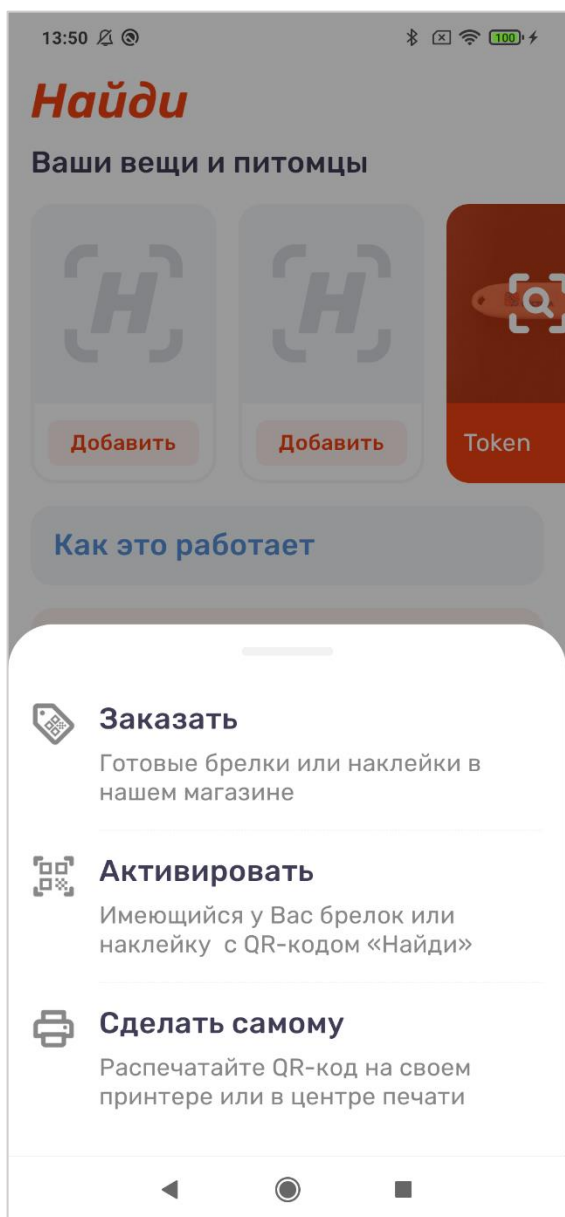 13:50
100
Найди
Ваши вещи и питомцы
Добавить
Добавить
Token
Как это работает
Заказать
Готовые брелки или наклейки в
нашем магазине
Активировать
Имеющийся у Вас брелок или
наклейку с QR-кодом «Найди»
Сделать самому
Распечатайте QR-код на своем
принтере или в центре печати